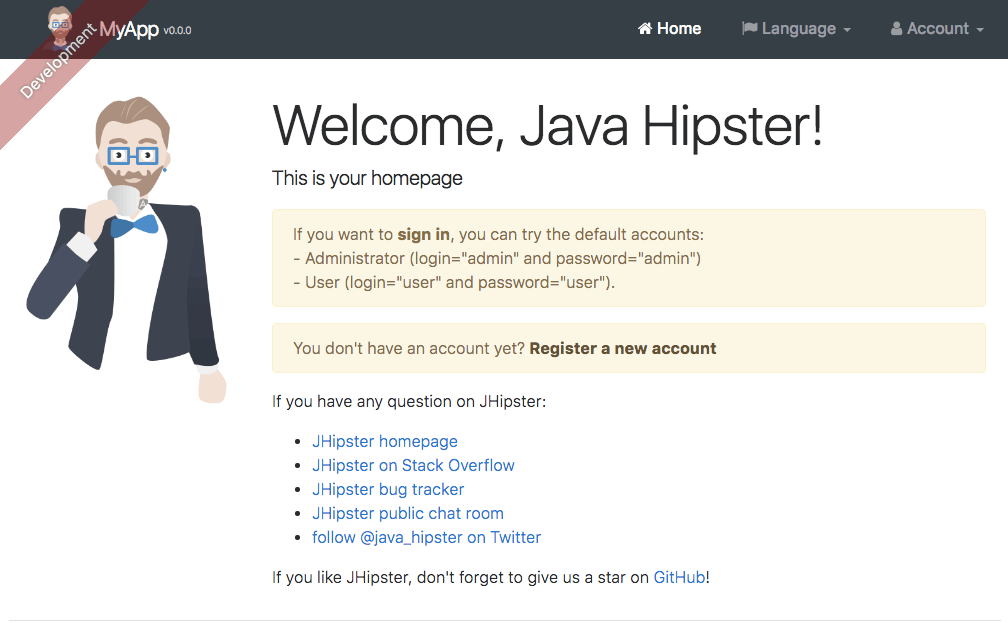 Development
MyApp v0.0.0
Home
Language
Account
Welcome, Java Hipster!
This is your homepage
If you want to sign in, you can try the default accounts:
- Administrator (login="admin" and password="admin")
- User (login="user" and password="user").
You don't have an account yet? Register a new account
If you have any question on JHipster:
• JHipster homepage
• JHipster on Stack Overflow
• JHipster bug tracker
• JHipster public chat room
• follow @java_hipster on Twitter
If you like JHipster, don't forget to give us a star on GitHub!